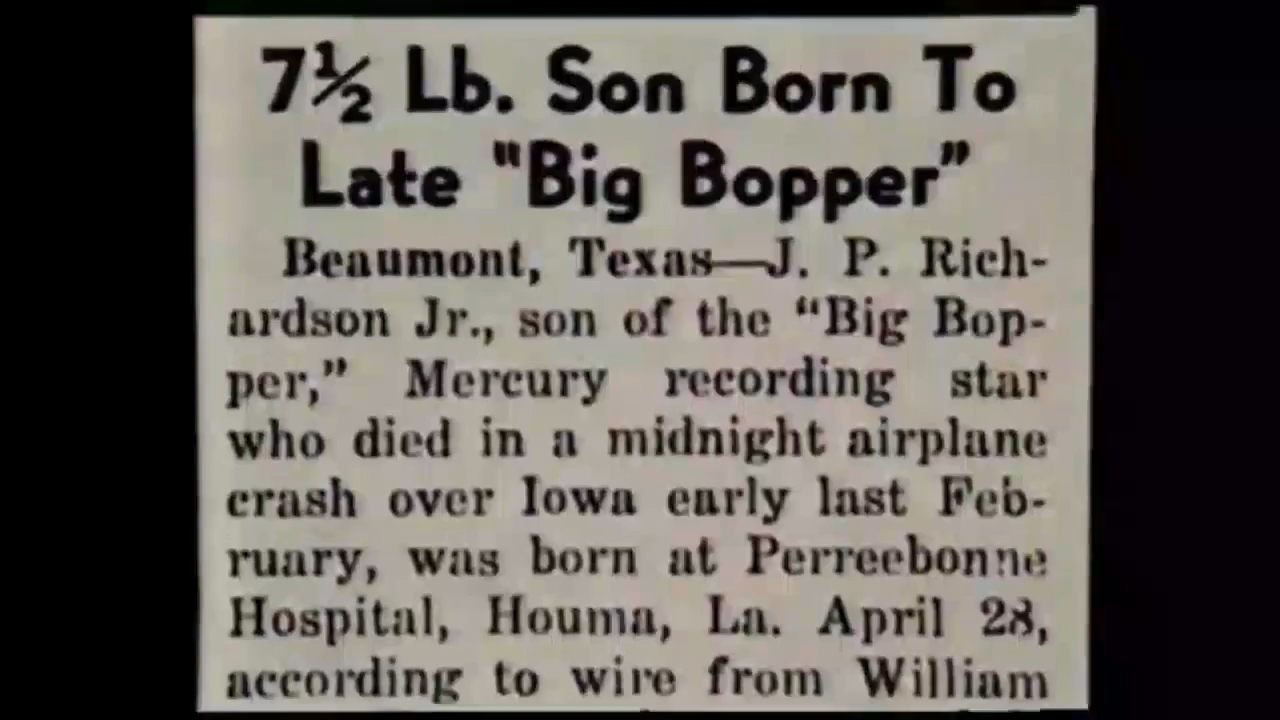 7½ Lb. Son Born To
Late "Big Bopper"
Beaumont, Texas—J. P. Rich-
ardson Jr., son of the “Big Bop-
per,” Mercury recording star
who died in a midnight airplane
crash over Iowa early last Feb-
ruary, was born at Perreebonne
Hospital, Houma, La. April 28,
according to wire from William